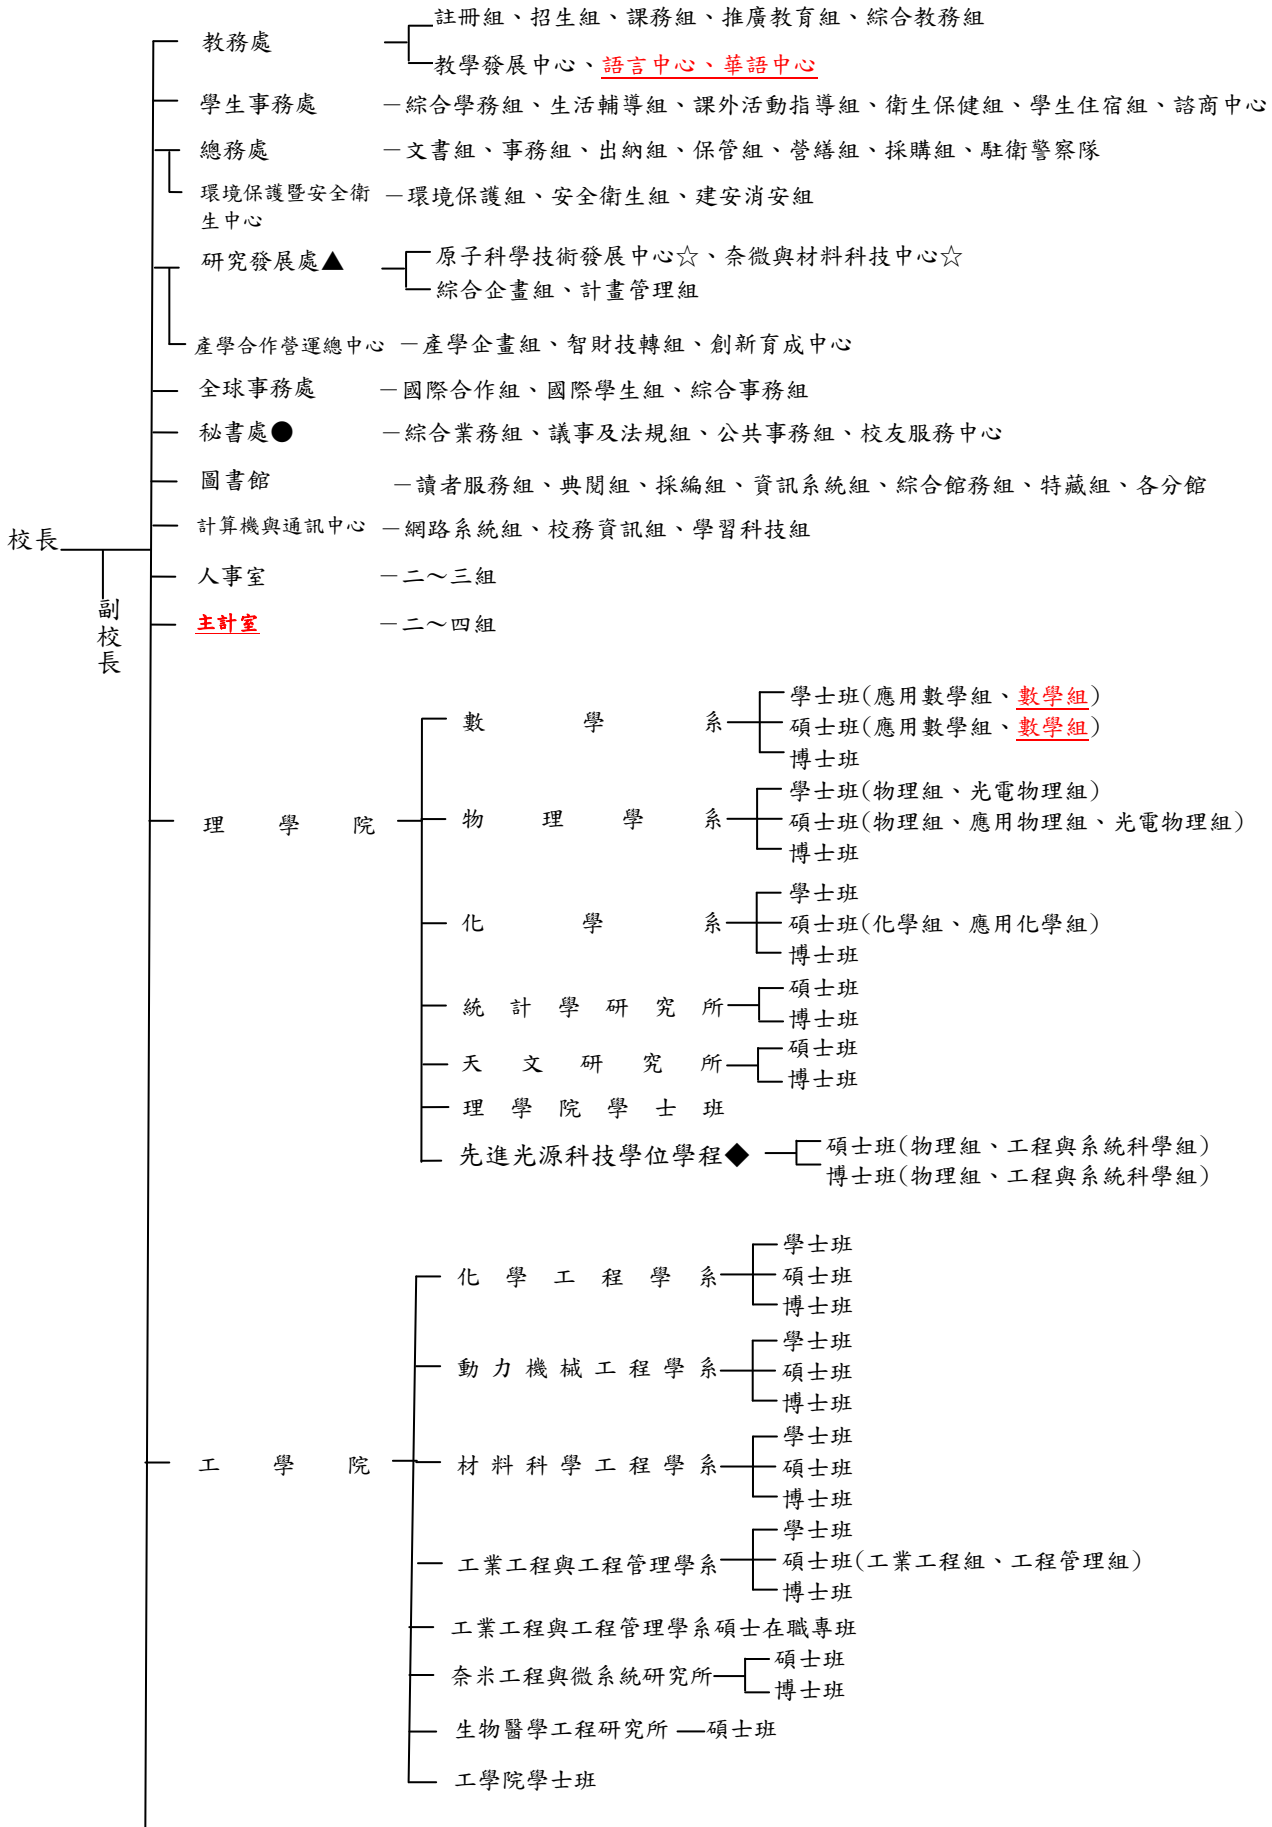 註冊組、招生組、課務組、推廣教育組、綜合教務組
教務處
教學發展中心、語言中心、華語中心
學生事務處 －綜合學務組、生活輔導組、課外活動指導組、衛生保健組、學生住宿組、諮商中心
總務處 －文書組、事務組、出納組、保管組、營繕組、採購組、駐衛警察隊
環境保護暨安全衛生中心 －環境保護組、安全衛生組、建安消安組
研究發展處▲
原子科學技術發展中心☆、奈微與材料科技中心☆
綜合企畫組、計畫管理組
產學合作營運總中心 －產學企畫組、智財技轉組、創新育成中心
全球事務處 －國際合作組、國際學生組、綜合事務組
秘書處● －綜合業務組、議事及法規組、公共事務組、校友服務中心
圖書館 －讀者服務組、典閱組、採編組、資訊系統組、綜合館務組、特藏組、各分館
計算機與通訊中心 －網路系統組、校務資訊組、學習科技組
校長
人事室 －二～三組
副校長
主計室 －二～四組
理學院
數學系
學士班(應用數學組、數學組)
碩士班(應用數學組、數學組)
博士班
物理學系
學士班(物理組、光電物理組)
碩士班(物理組、應用物理組、光電物理組)
博士班
化學系
學士班
碩士班(化學組、應用化學組)
博士班
統計學研究所
碩士班
博士班
天文研究所
碩士班
博士班
理學院學士班
先進光源科技學位學程◆
碩士班(物理組、工程與系統科學組)
博士班(物理組、工程與系統科學組)
工學院
化學工程學系
學士班
碩士班
博士班
動力機械工程學系
學士班
碩士班
博士班
材料科學工程學系
學士班
碩士班
博士班
工業工程與工程管理學系
學士班
碩士班(工業工程組、工程管理組)
博士班
工業工程與工程管理學系碩士在職專班
奈米工程與微系統研究所
碩士班
博士班
生物醫學工程研究所 碩士班
工學院學士班